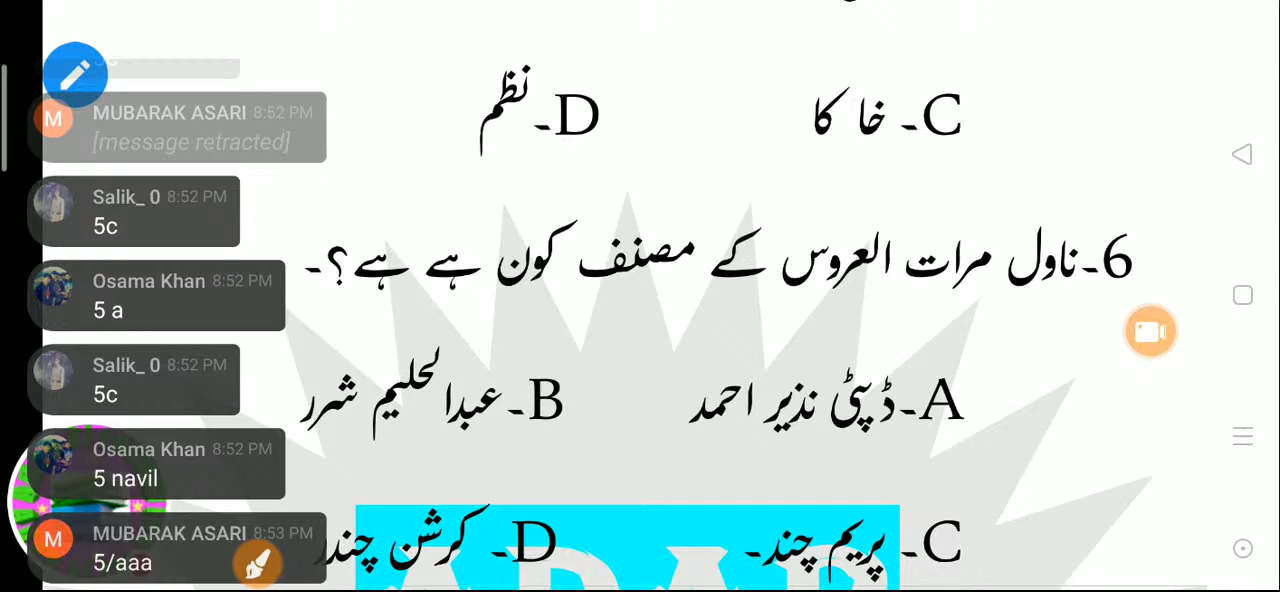 C۔ خا کا D۔نظم
6۔ناول مرات العروس کے مصنف کون ہے ہے؟۔
A۔ڈپٹی نذیر احمد B۔عبدالحلیم شرر
C۔ پریم چند۔ D۔ کرشن چندر
MUBARAK ASARI 8:52 PM
[message retracted]
Salik_ 0 8:52 PM
5c
Osama Khan 8:52 PM
5 a
Salik_ 0 8:52 PM
5c
Osama Khan 8:52 PM
5 navil
MUBARAK ASARI 8:53 PM
5/aaa
M
M